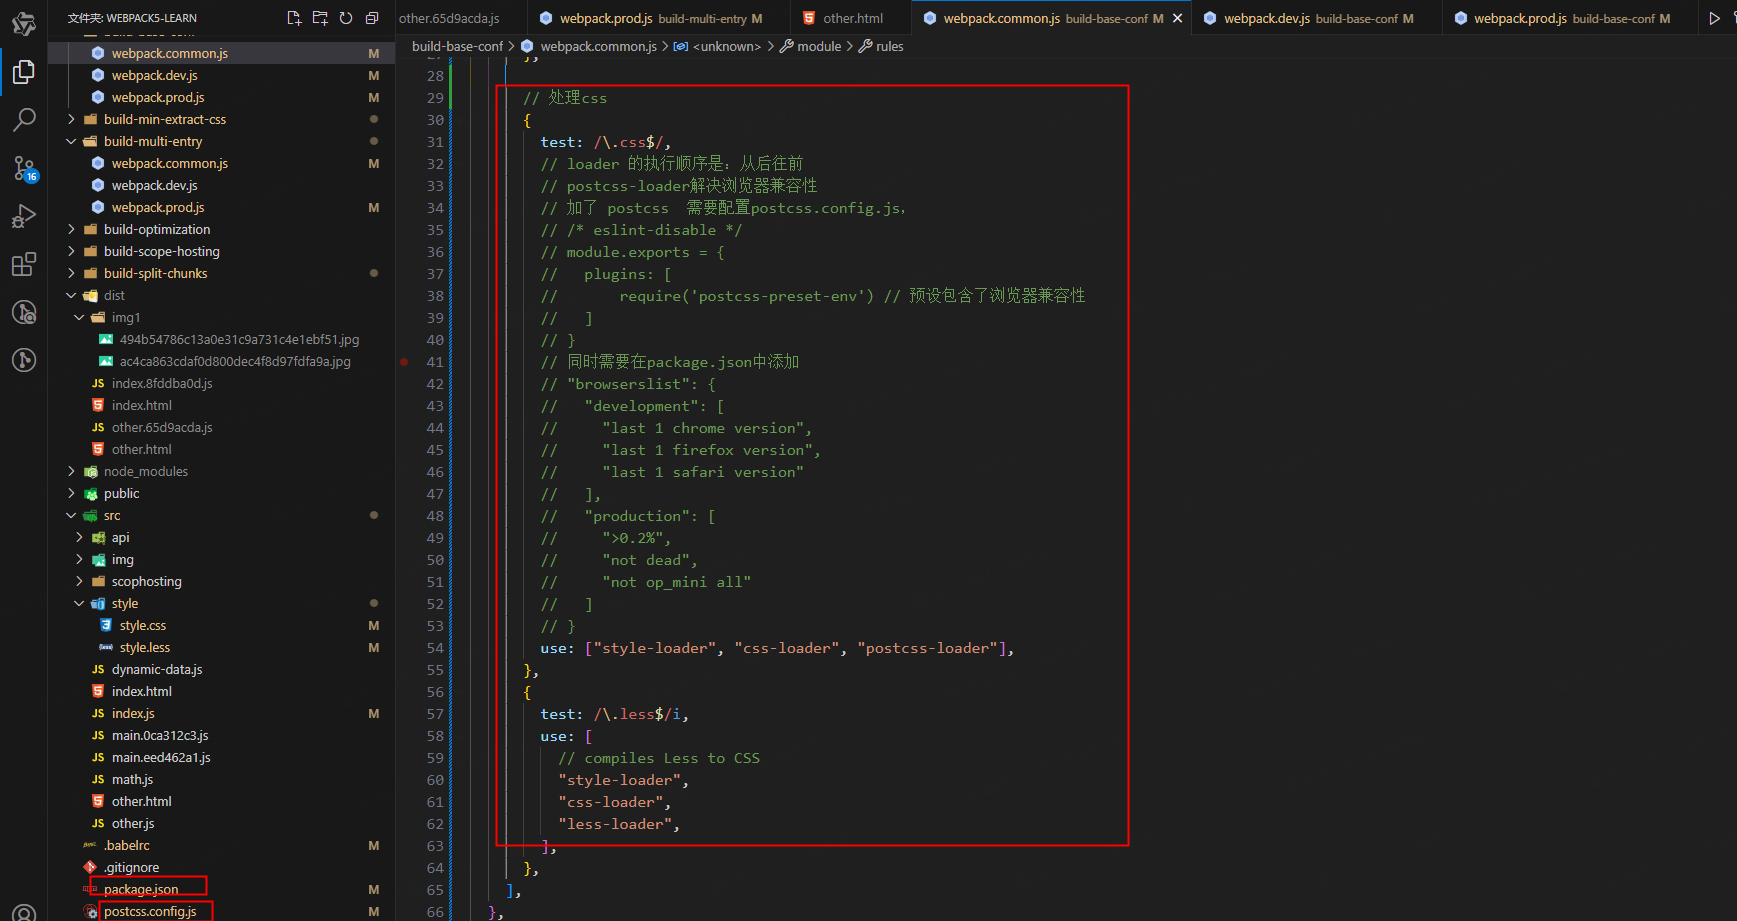 文件夹: WEBPACK5-LEARN
webpack.common.js M
webpack.dev.js M
webpack.prod.js M
build-min-extract-css
build-multi-entry
webpack.common.js M
webpack.dev.js
webpack.prod.js M
build-optimization
build-scope-hosting
build-split-chunks
dist
img1
494b54786c13a0e31c9a731c4e1ebf51.jpg
ac4ca863cdaf0d800dec4f8d97fdfa9a.jpg
index.8fddba0d.js
index.html
other.65d9acda.js
other.html
node_modules
public
src
api
img
scophosting
style
style.css M
style.less M
dynamic-data.js
index.html
index.js M
main.0ca312c3.js
main.eed462a1.js
math.js
other.html
other.js
.babelrc M
.gitignore
package.json M
postcss.config.js M
16
other.65d9acda.js webpack.prod.js build-multi-entry M other.html webpack.common.js build-base-conf M webpack.dev.js build-base-conf M webpack.prod.js build-base-conf M
build-base-conf > webpack.common.js > <unknown> > module > rules
28
29 // 处理css
30 {
31 test: /\.css$/,
32 // loader 的执行顺序是：从后往前
33 // postcss-loader解决浏览器兼容性
34 // 加了 postcss  需要配置postcss.config.js，
35 // /* eslint-disable */
36 // module.exports = {
37 //   plugins: [
38 //       require('postcss-preset-env') // 预设包含了浏览器兼容性
39 //   ]
40 // }
41 // 同时需要在package.json中添加
42 // "browserslist": {
43 //   "development": [
44 //     "last 1 chrome version",
45 //     "last 1 firefox version",
46 //     "last 1 safari version"
47 //   ],
48 //   "production": [
49 //     ">0.2%",
50 //     "not dead",
51 //     "not op_mini all"
52 //   ]
53 // }
54 use: ["style-loader", "css-loader", "postcss-loader"],
55 },
56 {
57 test: /\.less$/i,
58 use: [
59 // compiles Less to CSS
60 "style-loader",
61 "css-loader",
62 "less-loader",
63 ],
64 },
65 ],
66 },